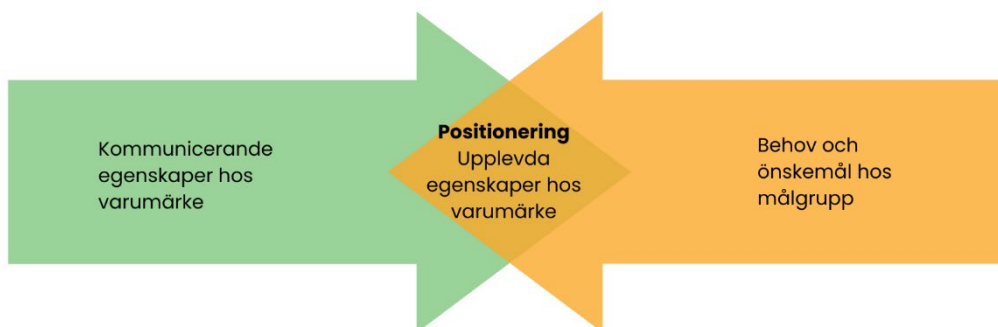 Kommunicerande
egenskaper hos
varumärke
Positionering
Upplevda
egenskaper hos
varumärke
Behov och
önskemål hos
målgrupp